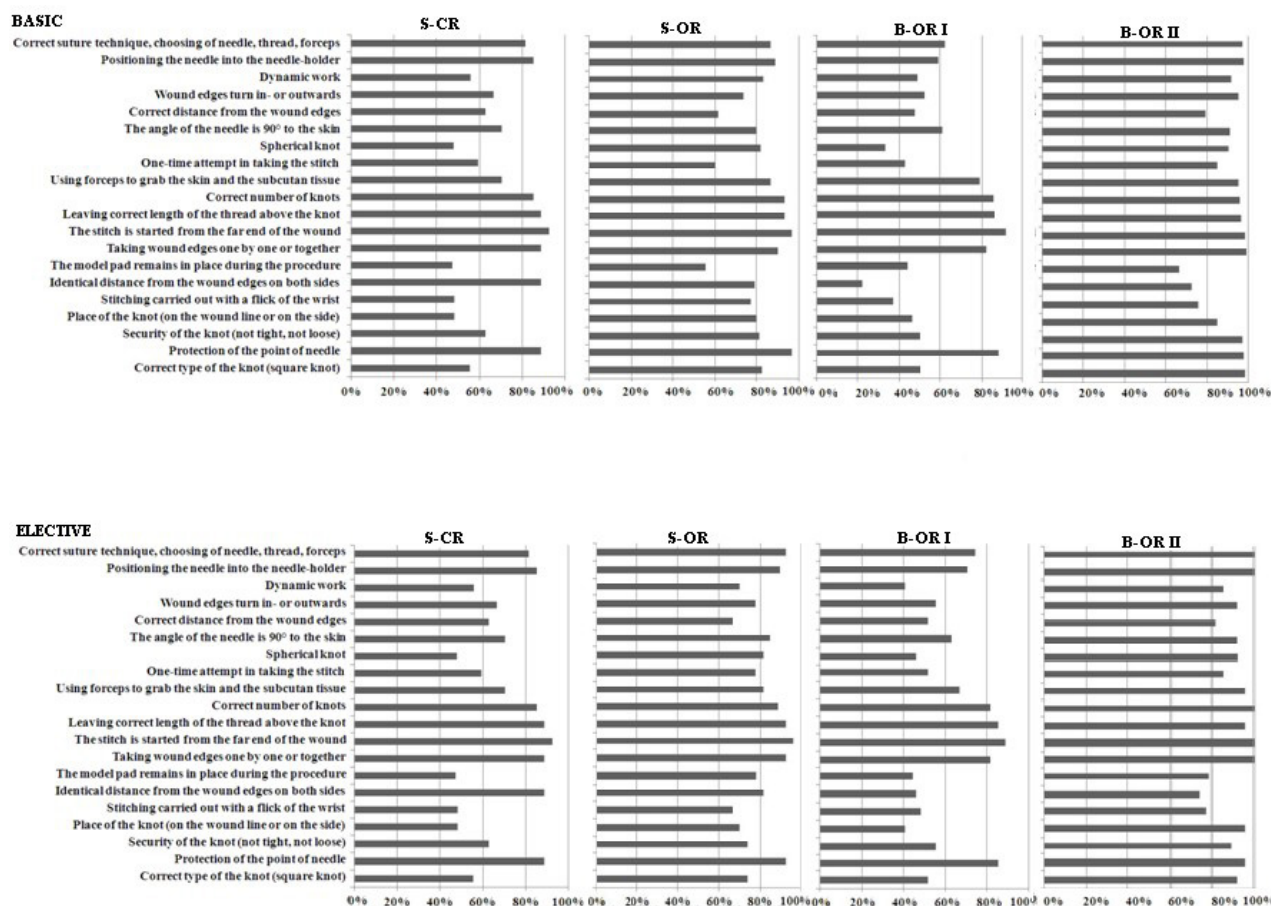 BASIC
S-CR S-OR B-OR I B-OR II
Correct suture technique, choosing of needle, thread, forceps
Positioning the needle into the needle-holder
Dynamic work
Wound edges turn in- or outwards
Correct distance from the wound edges
The angle of the needle is 90° to the skin
Spherical knot
One-time attempt in taking the stitch
Using forceps to grab the skin and the subcutan tissue
Correct number of knots
Leaving correct length of the thread above the knot
The stitch is started from the far end of the wound
Taking wound edges one by one or together
The model pad remains in place during the procedure
Identical distance from the wound edges on both sides
Stitching carried out with a flick of the wrist
Place of the knot (on the wound line or on the side)
Security of the knot (not tight, not loose)
Protection of the point of needle
Correct type of the knot (square knot)
0% 20% 40% 60% 80% 100% 0% 20% 40% 60% 80% 100% 0% 20% 40% 60% 80% 100% 0% 20% 40% 60% 80% 100%
ELECTIVE
S-CR S-OR B-OR I B-OR II
Correct suture technique, choosing of needle, thread, forceps
Positioning the needle into the needle-holder
Dynamic work
Wound edges turn in- or outwards
Correct distance from the wound edges
The angle of the needle is 90° to the skin
Spherical knot
One-time attempt in taking the stitch
Using forceps to grab the skin and the subcutan tissue
Correct number of knots
Leaving correct length of the thread above the knot
The stitch is started from the far end of the wound
Taking wound edges one by one or together
The model pad remains in place during the procedure
Identical distance from the wound edges on both sides
Stitching carried out with a flick of the wrist
Place of the knot (on the wound line or on the side)
Security of the knot (not tight, not loose)
Protection of the point of needle
Correct type of the knot (square knot)
0% 20% 40% 60% 80% 100% 0% 20% 40% 60% 80% 100% 0% 20% 40% 60% 80% 100% 0% 20% 40% 60% 80% 100%